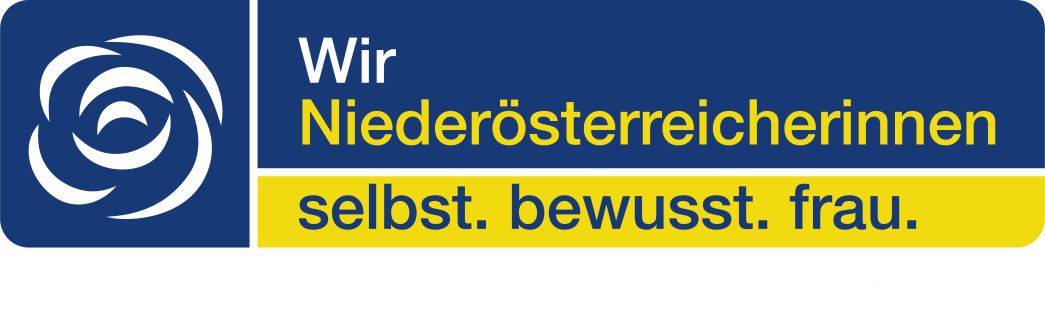 Wir
Niederösterreicherinnen
selbst. bewusst. frau.